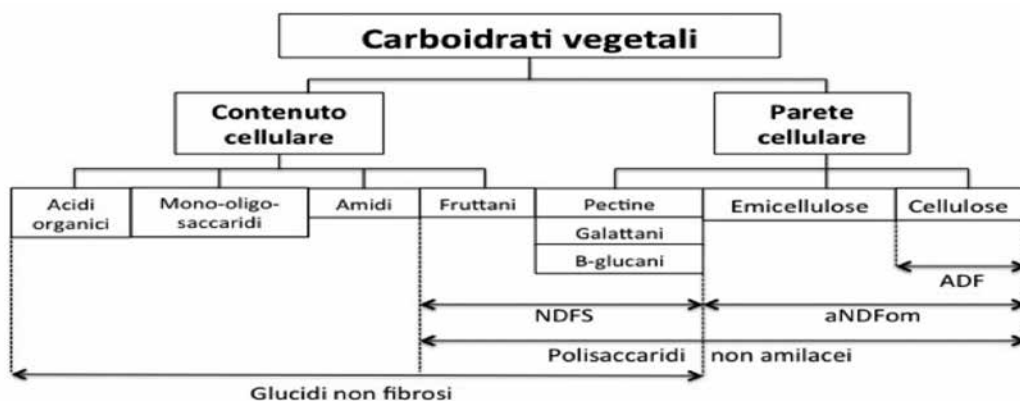 Carboidrati vegetali
Contenuto
cellulare
Parete
cellulare
Acidi
organici
Mono-oligo-
saccaridi
Amidi
Fruttani
Pectine
Emicellulose
Cellulose
Galattani
B-glucani
ADF
NDFS
aNDFom
Polisaccaridi non amilacei
Glucidi non fibrosi